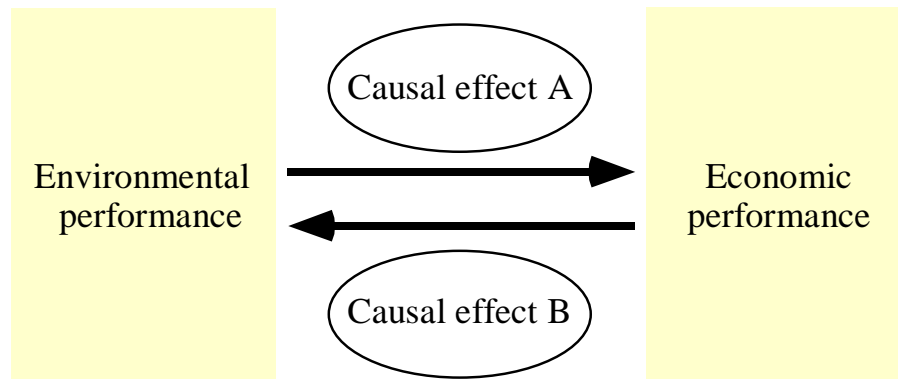 Environmental
performance
Causal effect A
Causal effect B
Economic
performance